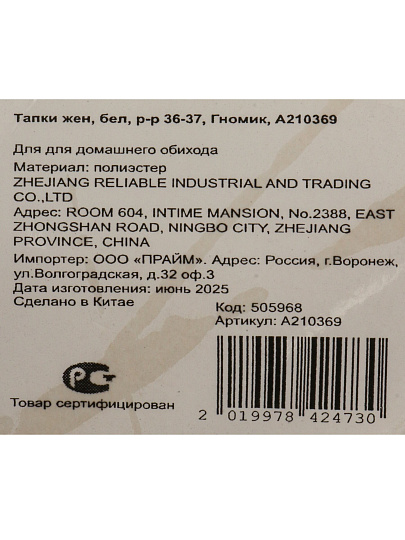 Тапки жен, бел, р-р 36-37, Гномик, А210369
Для для домашнего обихода
Материал: полиэстер
ZHEJIANG RELIABLE INDUSTRIAL AND TRADING
CO.,LTD
Адрес: ROOM 604, INTIME MANSION, No.2388, EAST
ZHONGSHAN ROAD, NINGBO CITY, ZHEJIANG
PROVINCE, CHINA
Импортер: ООО «ПРАЙМ». Адрес: Россия, г.Воронеж,
ул.Волгоградская, д.32 оф.3
Дата изготовления: июнь 2025
Сделано в Китае
Код: 505968
Артикул: А210369
РСТ
Товар сертифицирован
2 019978 424730